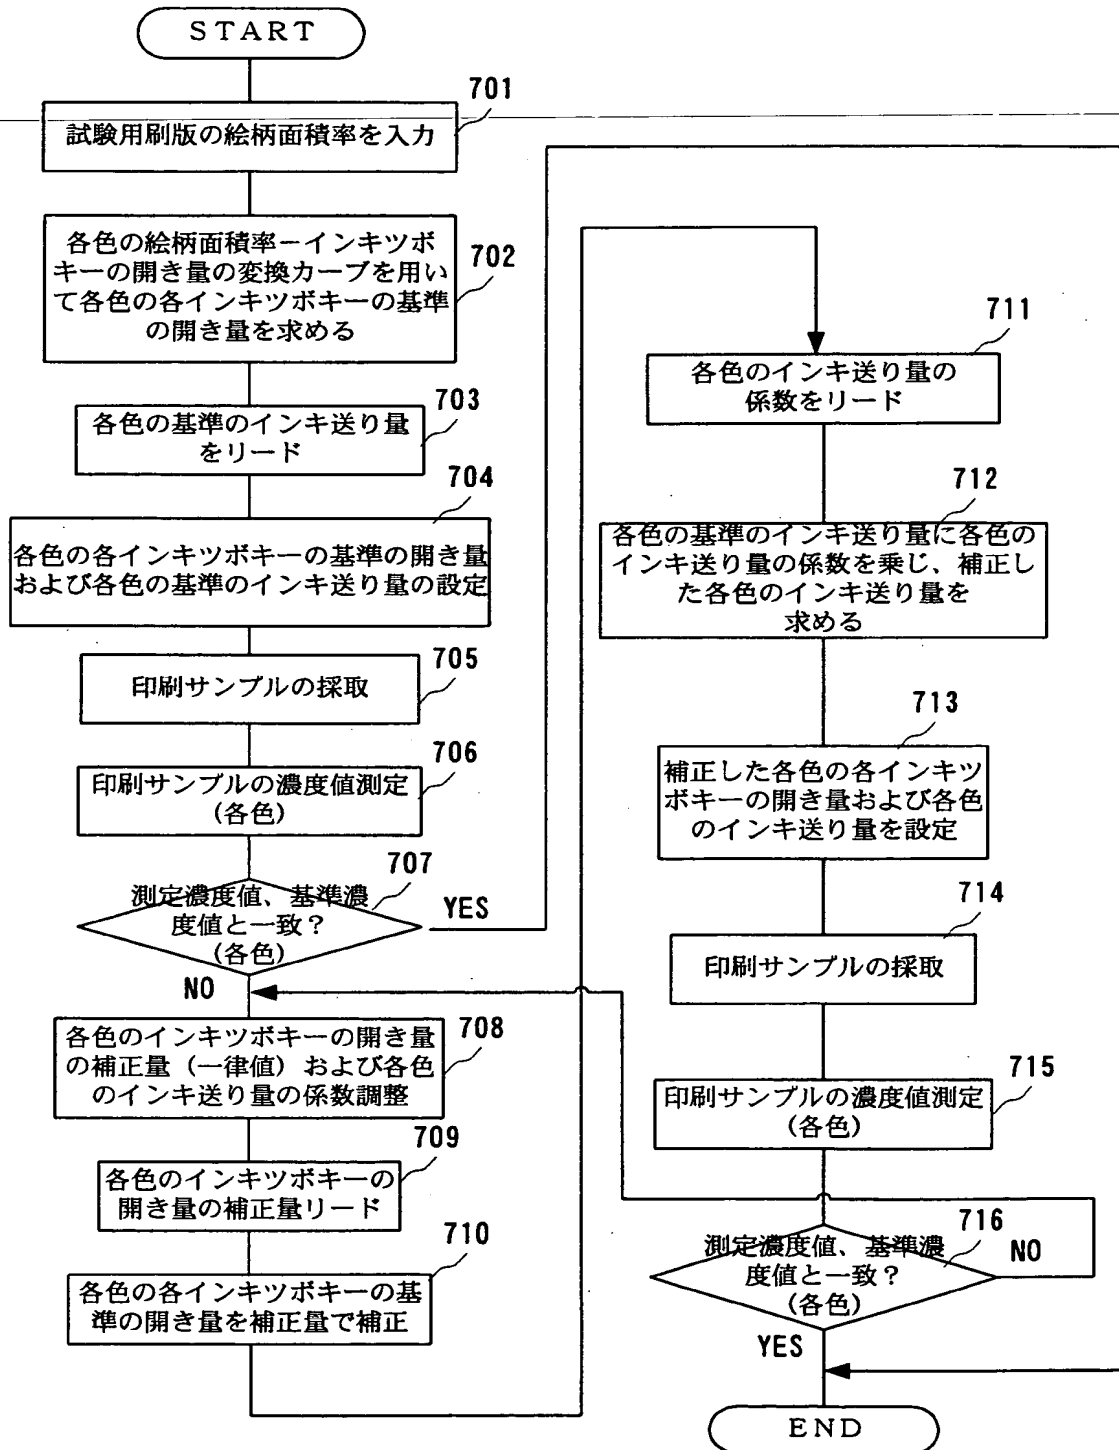 START
701
試験用刷版の絵柄面積率を入力
702
各色の絵柄面積率－インキツボ
キーの開き量の変換カーブを用い
て各色の各インキツボキーの基準
の開き量を求める
703
各色の基準のインキ送り量
をリード
704
各色の各インキツボキーの基準の開き量
および各色の基準のインキ送り量の設定
705
印刷サンプルの採取
706
印刷サンプルの濃度値測定
(各色)
707
測定濃度値、基準濃
度値と一致？
(各色)
YES
NO
708
各色のインキツボキーの開き量
の補正量（一律値）および各色
のインキ送り量の係数調整
709
各色のインキツボキーの
開き量の補正量リード
710
各色の各インキツボキーの基
準の開き量を補正量で補正
711
各色のインキ送り量の
係数をリード
712
各色の基準のインキ送り量に各色の
インキ送り量の係数を乗じ、補正し
た各色のインキ送り量を
求める
713
補正した各色の各インキツ
ボキーの開き量および各色
のインキ送り量を設定
714
印刷サンプルの採取
715
印刷サンプルの濃度値測定
(各色)
716
測定濃度値、基準濃
度値と一致？
(各色)
NO
YES
END